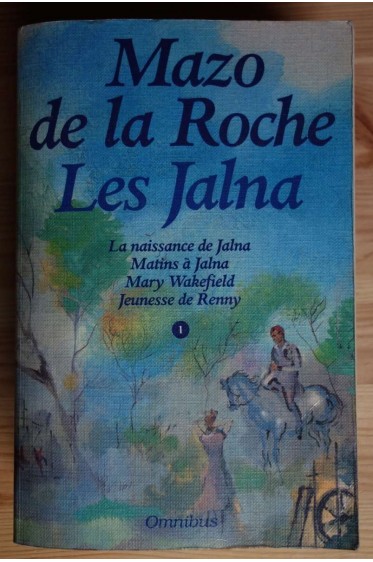 Mazo
de la Roche
Les Jalna
La naissance de Jalna
Matins à Jalna
Mary Wakefield
Jeunesse de Renny
1
Omnibus